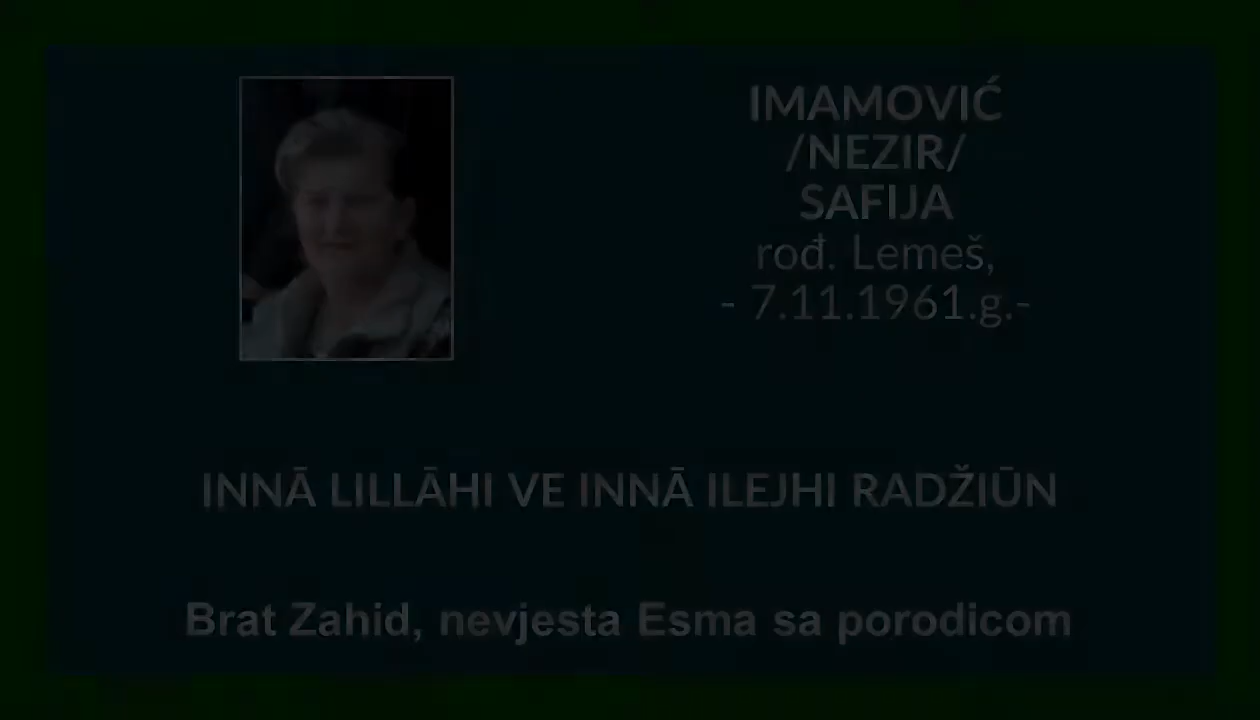 IMAMOVIĆ
/NEZIR/
SAFIJA
rođ. Lemeš,
- 7.11.1961.g.-
INNĀ LILLĀHI VE INNĀ ILEJHI RADŽIŪN
Brat Zahid, nevjesta Esma sa porodicom